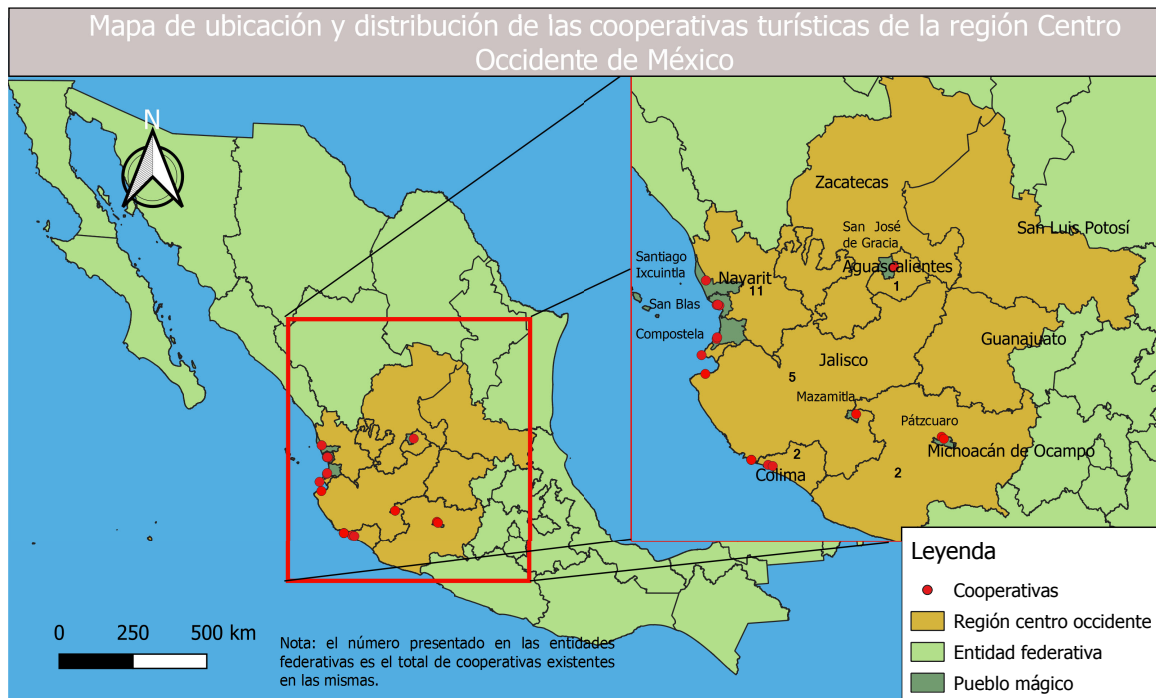 Mapa de ubicación y distribución de las cooperativas turísticas de la región Centro
Occidente de México
N
Zacatecas
San José
de Gracia
San Luis Potosí
Santiago
Ixcuintla
Nayarit
11
Aguascalientes
1
San Blas
Compostela
Guanajuato
Jalisco
5
Mazamitla
Pátzcuaro
Michoacán de Ocampo
2
Colima
2
Leyenda
Cooperativas
Región centro occidente
Entidad federativa
Pueblo mágico
0 250 500 km
Nota: el número presentado en las entidades
federativas es el total de cooperativas existentes
en las mismas.